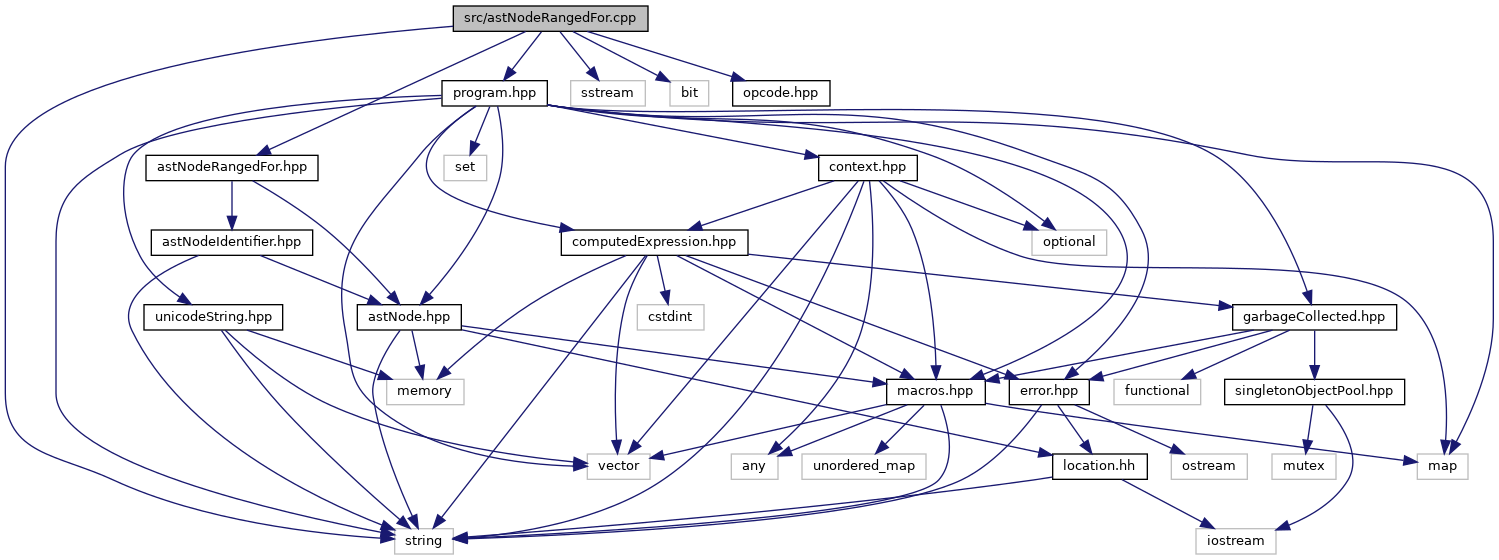 src/astNodeRangedFor.cpp
program.hpp
sstream
bit
opcode.hpp
astNodeRangedFor.hpp
set
context.hpp
astNodeIdentifier.hpp
computedExpression.hpp
optional
unicodeString.hpp
astNode.hpp
cstdint
garbageCollected.hpp
memory
macros.hpp
error.hpp
functional
singletonObjectPool.hpp
vector
any
unordered_map
location.hh
ostream
mutex
map
string
iostream